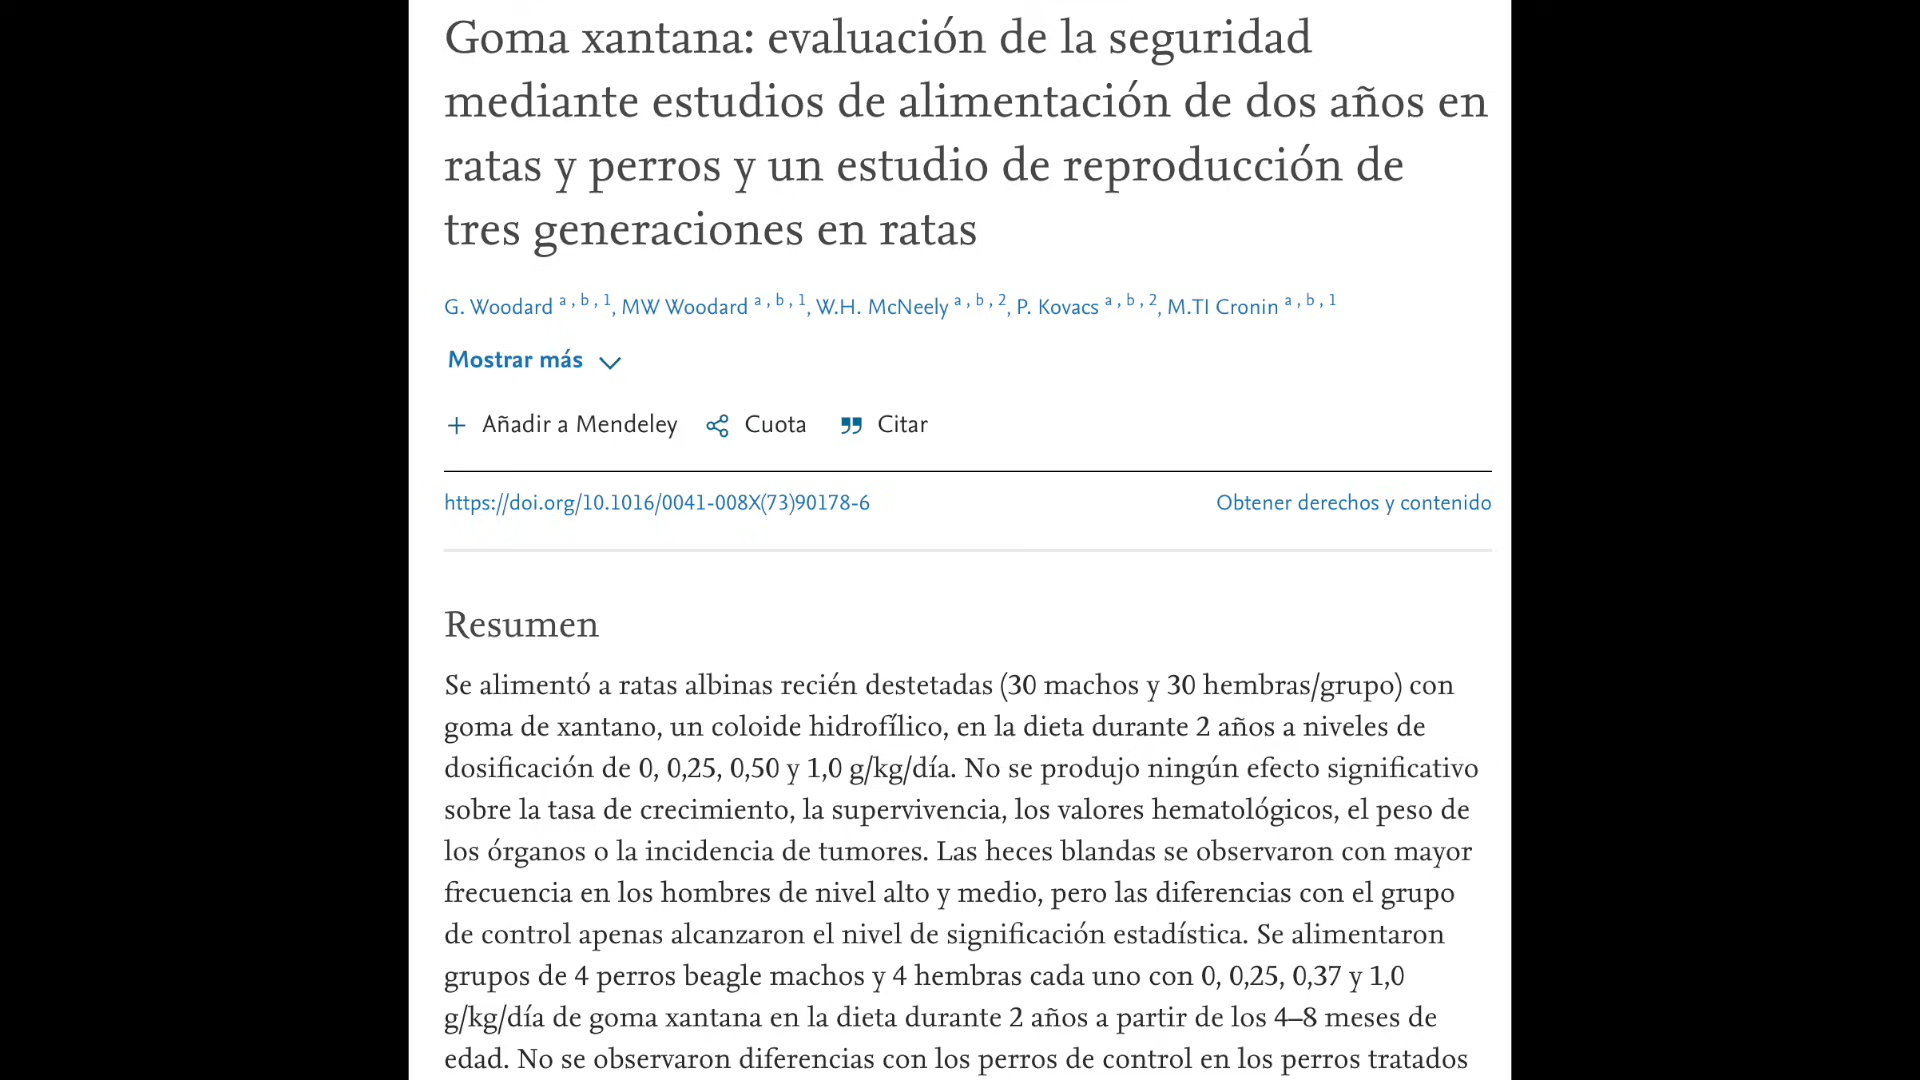 Goma xantana: evaluación de la seguridad
mediante estudios de alimentación de dos años en
ratas y perros y un estudio de reproducción de
tres generaciones en ratas
G. Woodard a , b , 1, MW Woodard a , b , 1, W.H. McNeely a , b , 2, P. Kovacs a , b , 2, M.TI Cronin a , b , 1
Mostrar más
+ Añadir a Mendeley Cuota Citar
https://doi.org/10.1016/0041-008X(73)90178-6 Obtener derechos y contenido
Resumen
Se alimentó a ratas albinas recién destetadas (30 machos y 30 hembras/grupo) con
goma de xantano, un coloide hidrofílico, en la dieta durante 2 años a niveles de
dosificación de 0, 0,25, 0,50 y 1,0 g/kg/día. No se produjo ningún efecto significativo
sobre la tasa de crecimiento, la supervivencia, los valores hematológicos, el peso de
los órganos o la incidencia de tumores. Las heces blandas se observaron con mayor
frecuencia en los hombres de nivel alto y medio, pero las diferencias con el grupo
de control apenas alcanzaron el nivel de significación estadística. Se alimentaron
grupos de 4 perros beagle machos y 4 hembras cada uno con 0, 0,25, 0,37 y 1,0
g/kg/día de goma xantana en la dieta durante 2 años a partir de los 4–8 meses de
edad. No se observaron diferencias con los perros de control en los perros tratados